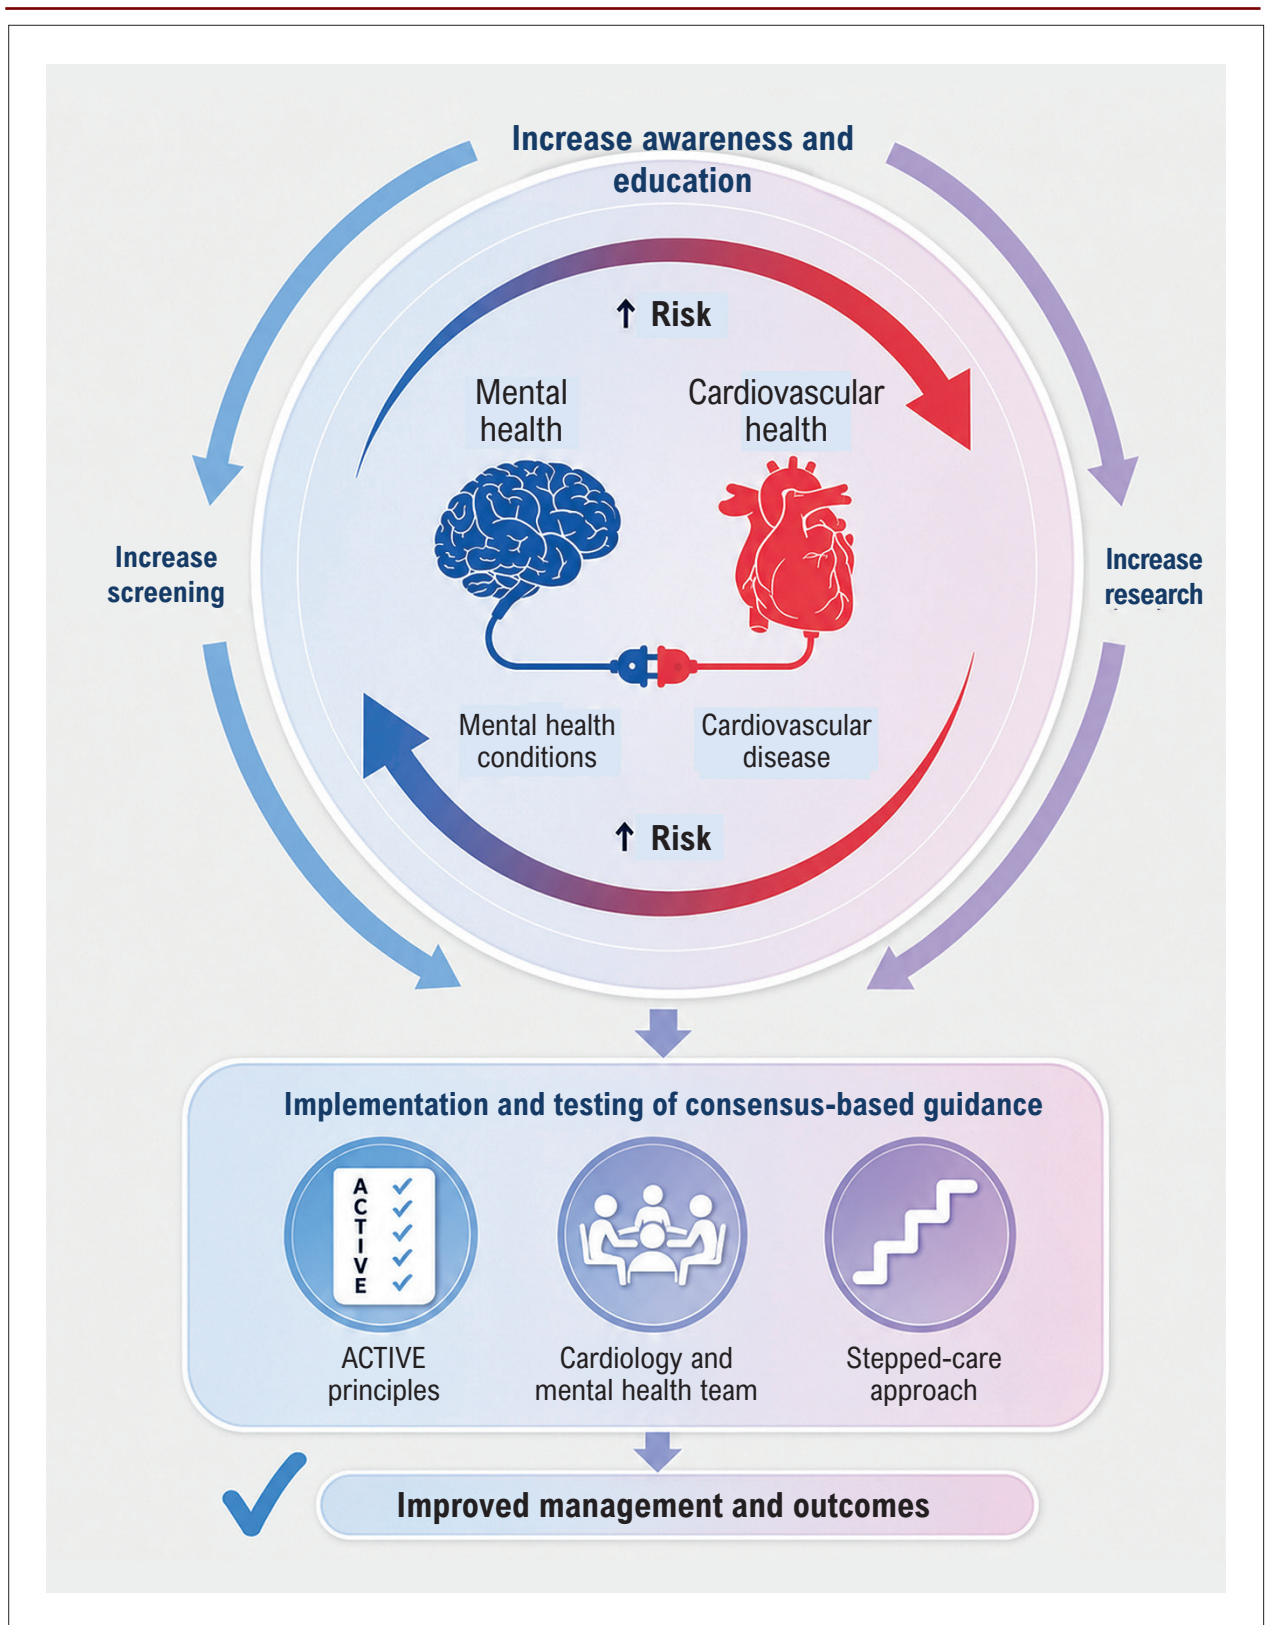 Increase awareness and
education
↑ Risk
Mental
health
Cardiovascular
health
Increase
screening
Increase
research
Mental health
conditions
Cardiovascular
disease
↑ Risk
Implementation and testing of consensus-based guidance
A
C
T
I
V
E
ACTIVE
principles
Cardiology and
mental health team
Stepped-care
approach
Improved management and outcomes